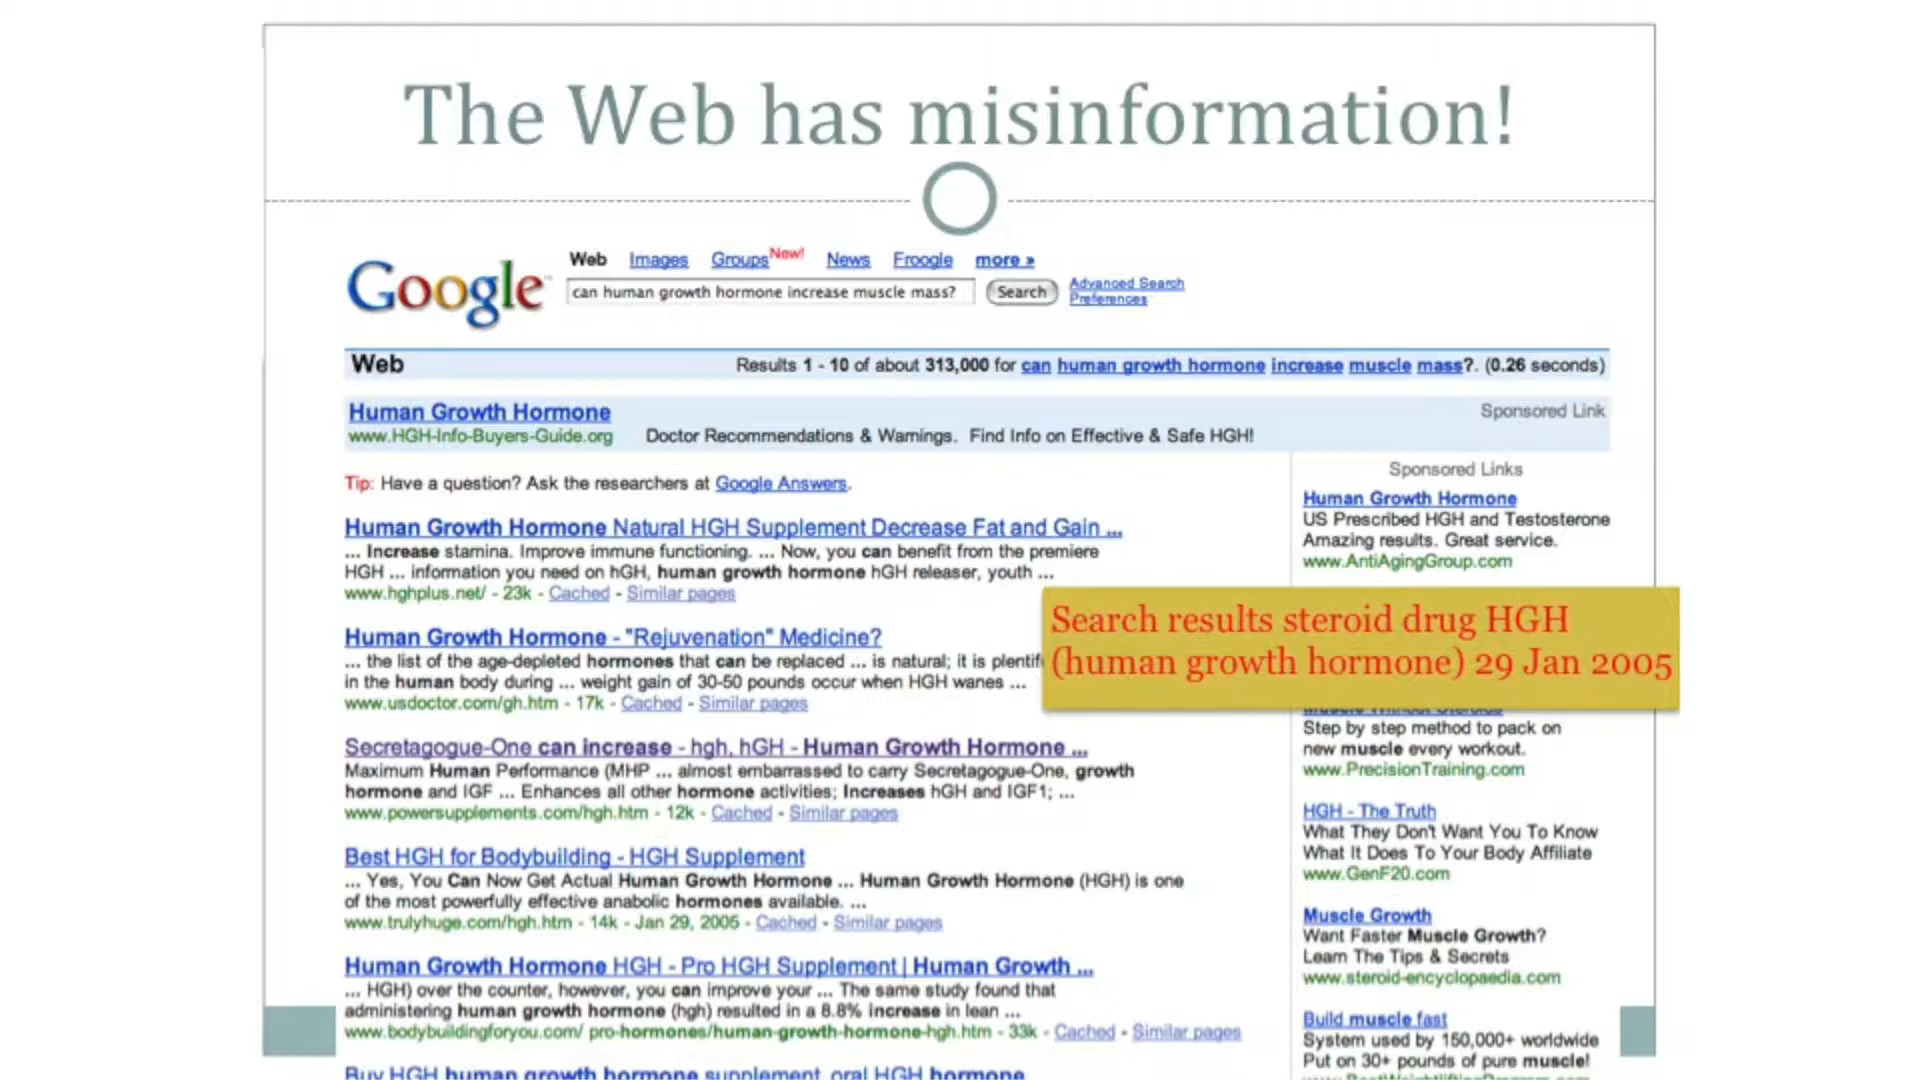 The Web has misinformation!
Google™
Web Images Groups New! News Froogle more »
can human growth hormone increase muscle mass? Search Advanced Search
Preferences
Web Results 1 - 10 of about 313,000 for can human growth hormone increase muscle mass?. (0.26 seconds)
Human Growth Hormone Sponsored Link
www.HGH-Info-Buyers-Guide.org Doctor Recommendations & Warnings. Find Info on Effective & Safe HGH!
Tip: Have a question? Ask the researchers at Google Answers.
Human Growth Hormone Natural HGH Supplement Decrease Fat and Gain ...
... Increase stamina. Improve immune functioning. ... Now, you can benefit from the premiere
HGH ... information you need on hGH, human growth hormone hGH releaser, youth ...
www.hghplus.net/ - 23k - Cached - Similar pages
Human Growth Hormone - "Rejuvenation" Medicine?
... the list of the age-depleted hormones that can be replaced ... is natural; it is plentif
in the human body during ... weight gain of 30-50 pounds occur when HGH wanes ...
www.usdoctor.com/gh.htm - 17k - Cached - Similar pages
Secretagogue-One can increase - hgh, hGH - Human Growth Hormone ...
Maximum Human Performance (MHP ... almost embarrassed to carry Secretagogue-One, growth
hormone and IGF ... Enhances all other hormone activities; Increases hGH and IGF1; ...
www.powersupplements.com/hgh.htm - 12k - Cached - Similar pages
Best HGH for Bodybuilding - HGH Supplement
... Yes, You Can Now Get Actual Human Growth Hormone ... Human Growth Hormone (HGH) is one
of the most powerfully effective anabolic hormones available. ...
www.trulyhuge.com/hgh.htm - 14k - Jan 29, 2005 - Cached - Similar pages
Human Growth Hormone HGH - Pro HGH Supplement | Human Growth ...
... HGH) over the counter, however, you can improve your ... The same study found that
administering human growth hormone (hgh) resulted in a 8.8% increase in lean ...
www.bodybuildingforyou.com/ pro-hormones/human-growth-hormone-hgh.htm - 33k - Cached - Similar pages
Buy HGH human growth hormone supplement, oral HGH hormone
Sponsored Links
Human Growth Hormone
US Prescribed HGH and Testosterone
Amazing results. Great service.
www.AntiAgingGroup.com
Search results steroid drug HGH
(human growth hormone) 29 Jan 2005
Muscle Without Steroids
Step by step method to pack on
new muscle every workout.
www.PrecisionTraining.com
HGH - The Truth
What They Don't Want You To Know
What It Does To Your Body Affiliate
www.GenF20.com
Muscle Growth
Want Faster Muscle Growth?
Learn The Tips & Secrets
www.steroid-encyclopaedia.com
Build muscle fast
System used by 150,000+ worldwide
Put on 30+ pounds of pure muscle!